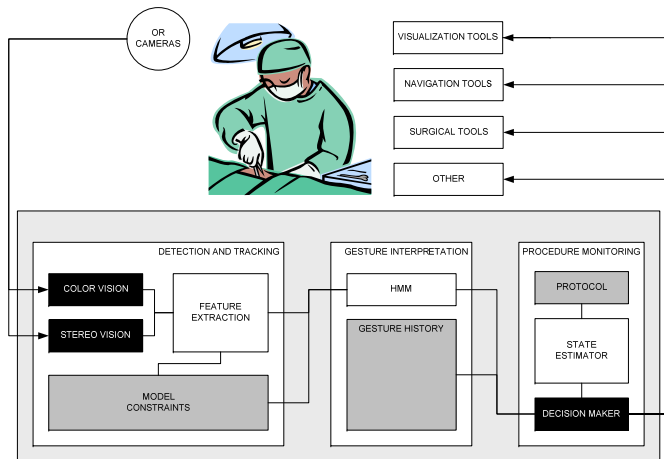 OR
CAMERAS
VISUALIZATION TOOLS
NAVIGATION TOOLS
SURGICAL TOOLS
OTHER
DETECTION AND TRACKING
COLOR VISION
STEREO VISION
FEATURE
EXTRACTION
MODEL
CONSTRAINTS
GESTURE INTERPRETATION
HMM
GESTURE HISTORY
PROCEDURE MONITORING
PROTOCOL
STATE
ESTIMATOR
DECISION MAKER